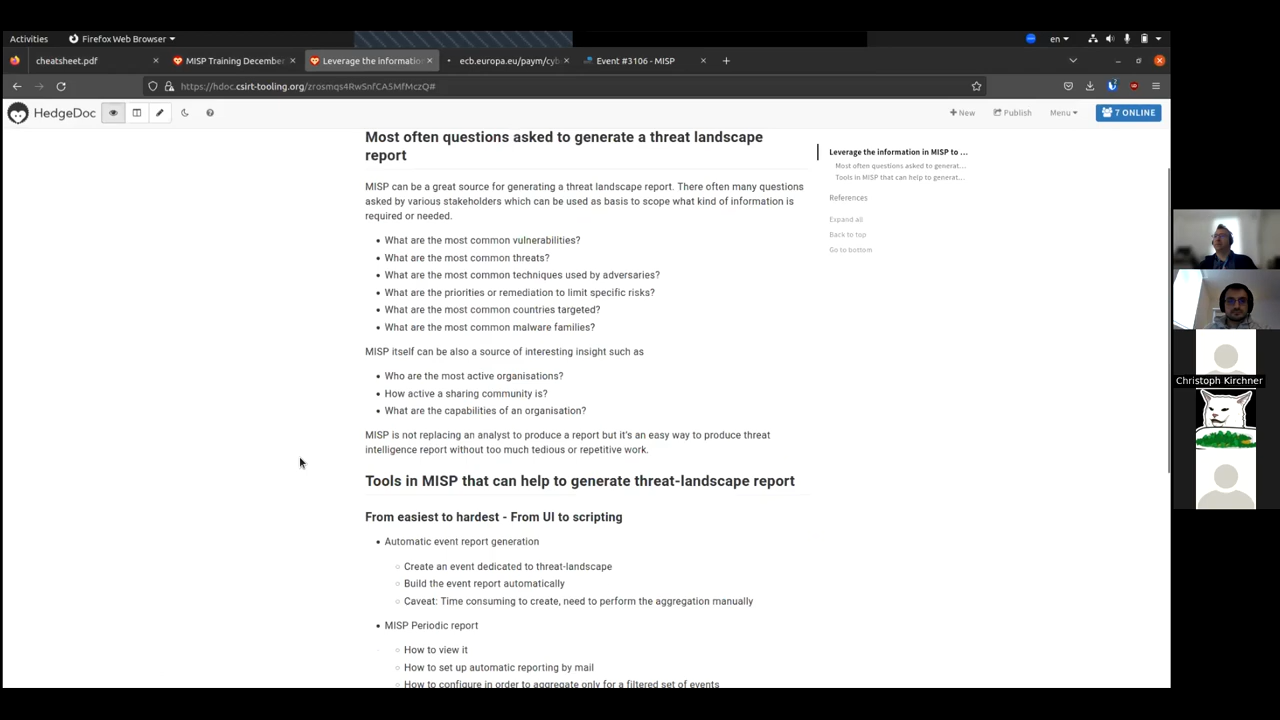 Activities
Firefox Web Browser
en
cheatsheet.pdf
MISP Training December
Leverage the informatio
ecb.europa.eu/paym/cyb
Event #3106 - MISP
https://hdoc.csirt-tooling.org/zrosmqs4RwSnfCA5MfMczQ#
HedgeDoc
New
Publish
Menu
7 ONLINE
Most often questions asked to generate a threat landscape
report
MISP can be a great source for generating a threat landscape report. There often many questions
asked by various stakeholders which can be used as basis to scope what kind of information is
required or needed.
What are the most common vulnerabilities?
What are the most common threats?
What are the most common techniques used by adversaries?
What are the priorities or remediation to limit specific risks?
What are the most common countries targeted?
What are the most common malware families?
MISP itself can be also a source of interesting insight such as
Who are the most active organisations?
How active a sharing community is?
What are the capabilities of an organisation?
MISP is not replacing an analyst to produce a report but it's an easy way to produce threat
intelligence report without too much tedious or repetitive work.
Tools in MISP that can help to generate threat-landscape report
From easiest to hardest - From UI to scripting
Automatic event report generation
Create an event dedicated to threat-landscape
Build the event report automatically
Caveat: Time consuming to create, need to perform the aggregation manually
MISP Periodic report
How to view it
How to set up automatic reporting by mail
How to configure in order to aggregate only for a filtered set of events
Leverage the information in MISP to ...
Most often questions asked to generat...
Tools in MISP that can help to generat...
References
Expand all
Back to top
Go to bottom
Christoph Kirchner